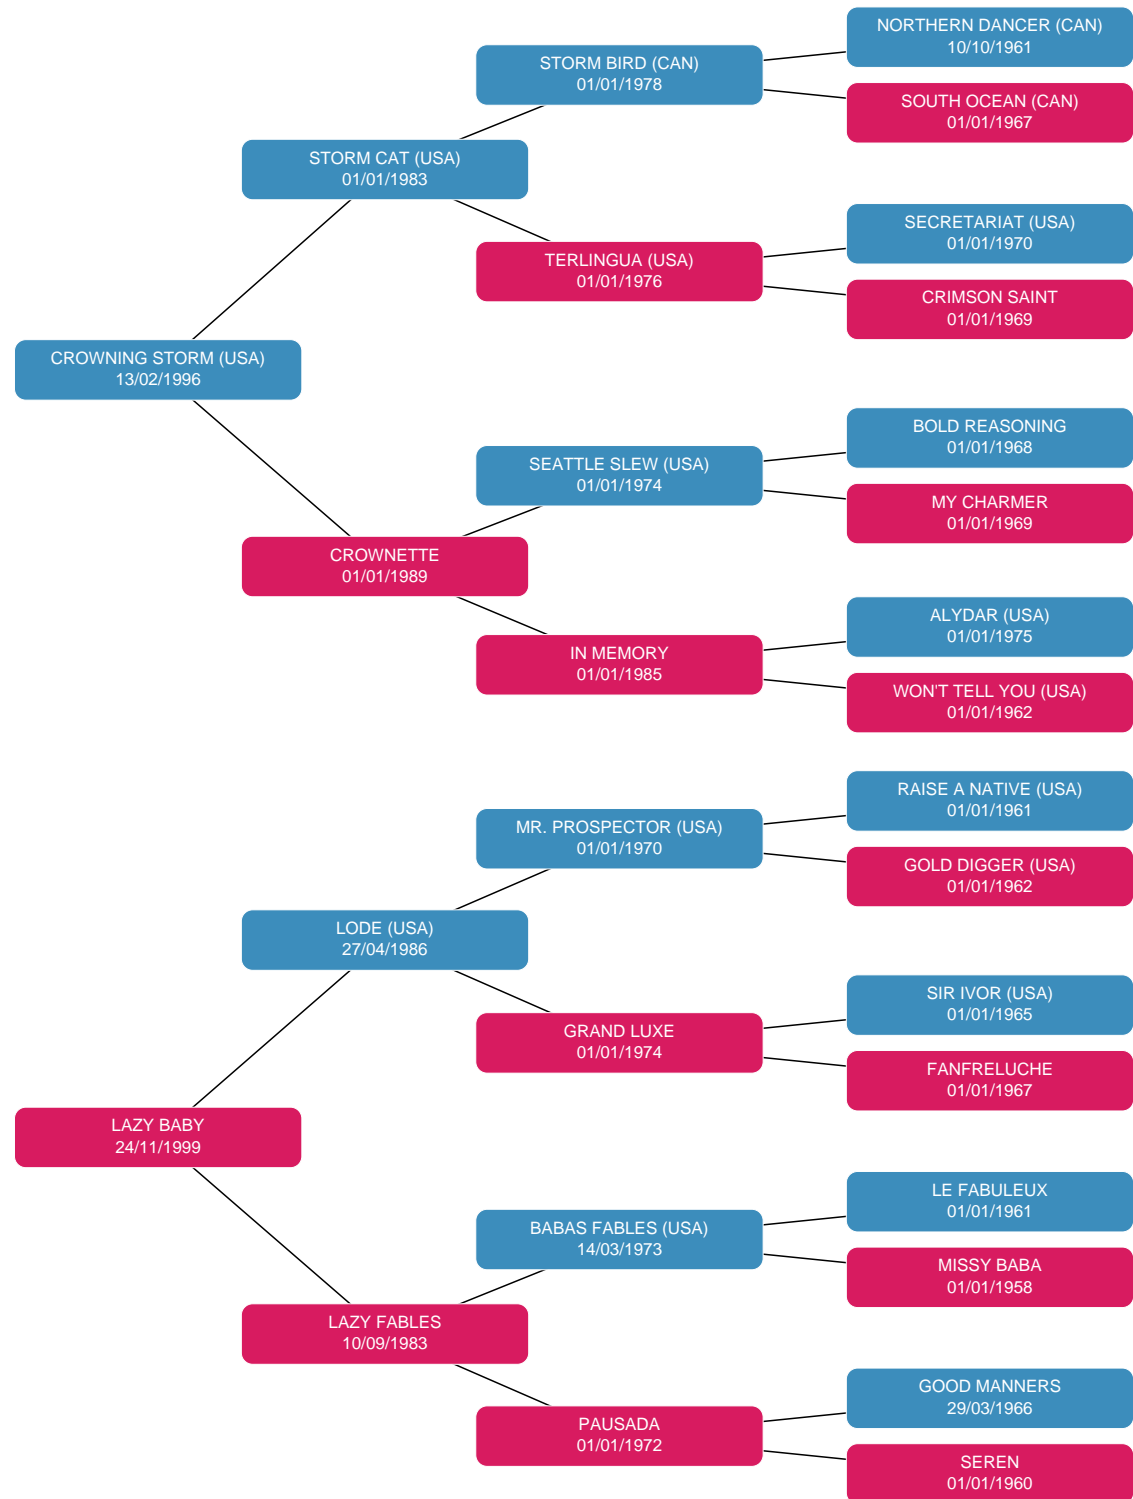 NORTHERN DANCER (CAN)
10/10/1961
STORM BIRD (CAN)
01/01/1978
SOUTH OCEAN (CAN)
01/01/1967
STORM CAT (USA)
01/01/1983
SECRETARIAT (USA)
01/01/1970
TERLINGUA (USA)
01/01/1976
CRIMSON SAINT
01/01/1969
CROWNING STORM (USA)
13/02/1996
BOLD REASONING
01/01/1968
SEATTLE SLEW (USA)
01/01/1974
MY CHARMER
01/01/1969
CROWNETTE
01/01/1989
ALYDAR (USA)
01/01/1975
IN MEMORY
01/01/1985
WON'T TELL YOU (USA)
01/01/1962
RAISE A NATIVE (USA)
01/01/1961
MR. PROSPECTOR (USA)
01/01/1970
GOLD DIGGER (USA)
01/01/1962
LODE (USA)
27/04/1986
SIR IVOR (USA)
01/01/1965
GRAND LUXE
01/01/1974
FANFRELUCHE
01/01/1967
LAZY BABY
24/11/1999
LE FABULEUX
01/01/1961
BABAS FABLES (USA)
14/03/1973
MISSY BABA
01/01/1958
LAZY FABLES
10/09/1983
GOOD MANNERS
29/03/1966
PAUSADA
01/01/1972
SEREN
01/01/1960